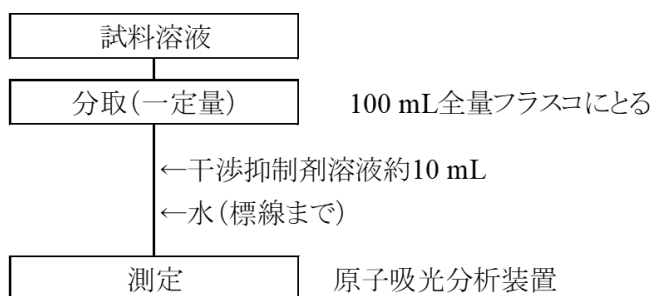 試料溶液
分取(一定量) 100 mL全量フラスコにとる
←干渉抑制剤溶液約10 mL
←水(標線まで)
測定 原子吸光分析装置